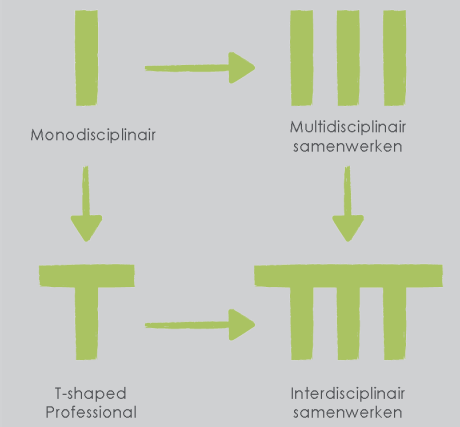 Monodisciplinair
Multidisciplinair
samenwerken
T-shaped
Professional
Interdisciplinair
samenwerken